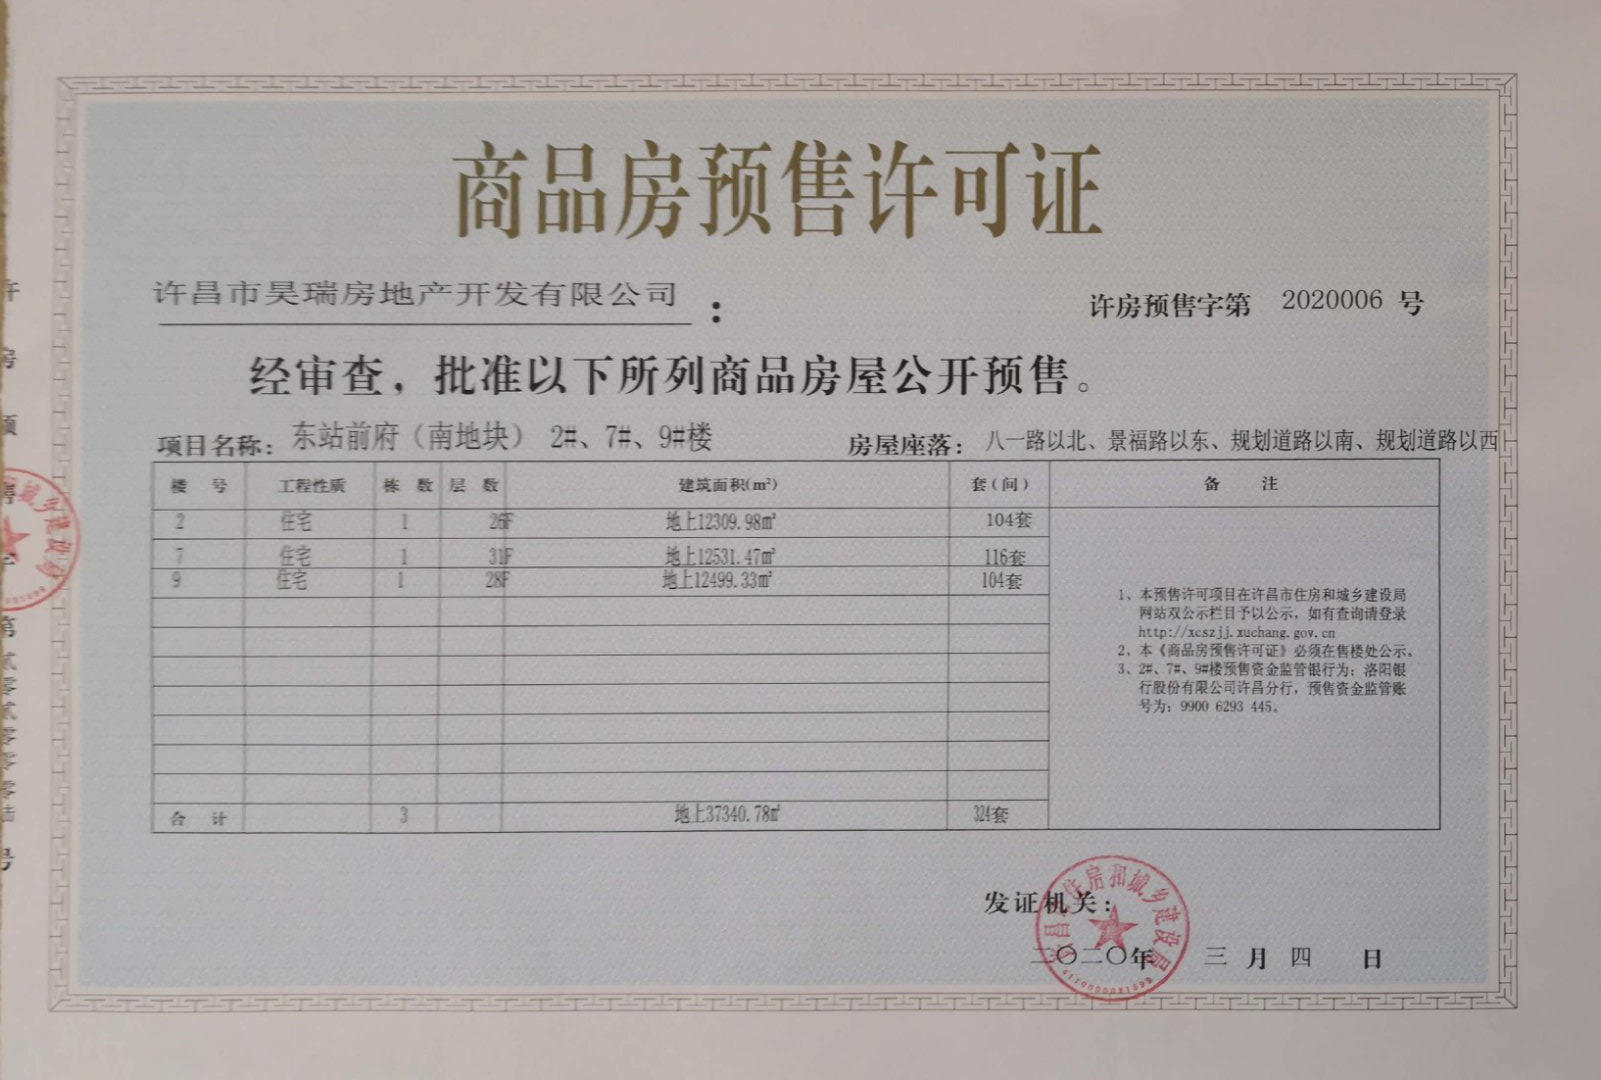 商品房预售许可证
许昌市昊瑞房地产开发有限公司：
许房预售字第 2020006 号
经审查，批准以下所列商品房屋公开预售。
项目名称：东站前府（南地块） 2#、7#、9#楼
房屋座落：八一路以北、景福路以东、规划道路以南、规划道路以西
楼 号 工程性质 栋 数 层 数 建筑面积(m²) 套(间) 备 注
2 住宅 1 26F 地上12309.98㎡ 104套
7 住宅 1 31F 地上12531.47㎡ 116套
9 住宅 1 28F 地上12499.33㎡ 104套
1、本预售许可项目在许昌市住房和城乡建设局
网站双公示栏目予以公示，如有查询请登录
http://xcszjj.xuchang.gov.cn
2、本《商品房预售许可证》必须在售楼处公示。
3、2#、7#、9#楼预售资金监管银行为：洛阳银
行股份有限公司许昌分行，预售资金监管账
号为：9900 6293 445。
合 计 3 地上37340.78㎡ 324套
发证机关：
二〇二〇年 三 月 四 日
许昌市住房和城乡建设局